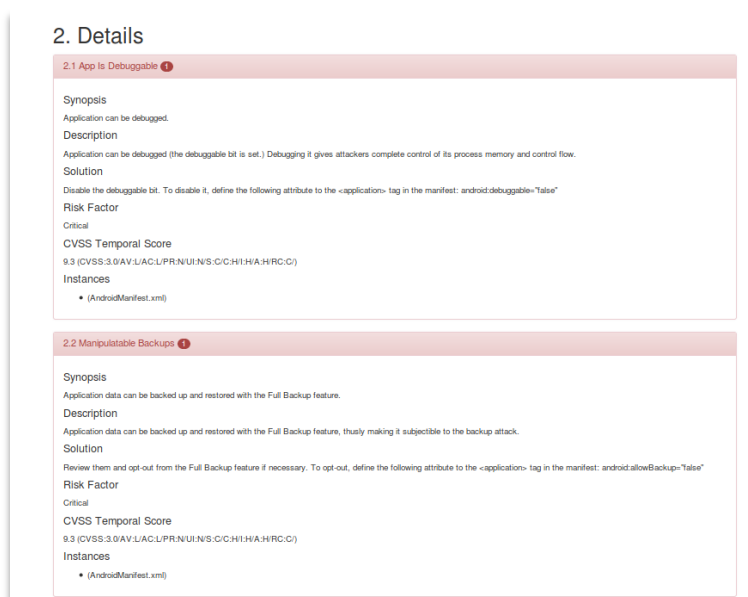 2. Details
2.1 App Is Debuggable 1
Synopsis
Application can be debugged.
Description
Application can be debugged (the debuggable bit is set.) Debugging it gives attackers complete control of its process memory and control flow.
Solution
Disable the debuggable bit. To disable it, define the following attribute to the <application> tag in the manifest: android:debuggable="false"
Risk Factor
Critical
CVSS Temporal Score
9.3 (CVSS:3.0/AV:L/AC:L/PR:N/UI:N/S:C/C:H/I:H/A:H/RC:C/)
Instances
• (AndroidManifest.xml)
2.2 Manipulatable Backups 1
Synopsis
Application data can be backed up and restored with the Full Backup feature.
Description
Application data can be backed up and restored with the Full Backup feature, thusly making it subjectible to the backup attack.
Solution
Review them and opt-out from the Full Backup feature if necessary. To opt-out, define the following attribute to the <application> tag in the manifest: android:allowBackup="false"
Risk Factor
Critical
CVSS Temporal Score
9.3 (CVSS:3.0/AV:L/AC:L/PR:N/UI:N/S:C/C:H/I:H/A:H/RC:C/)
Instances
• (AndroidManifest.xml)